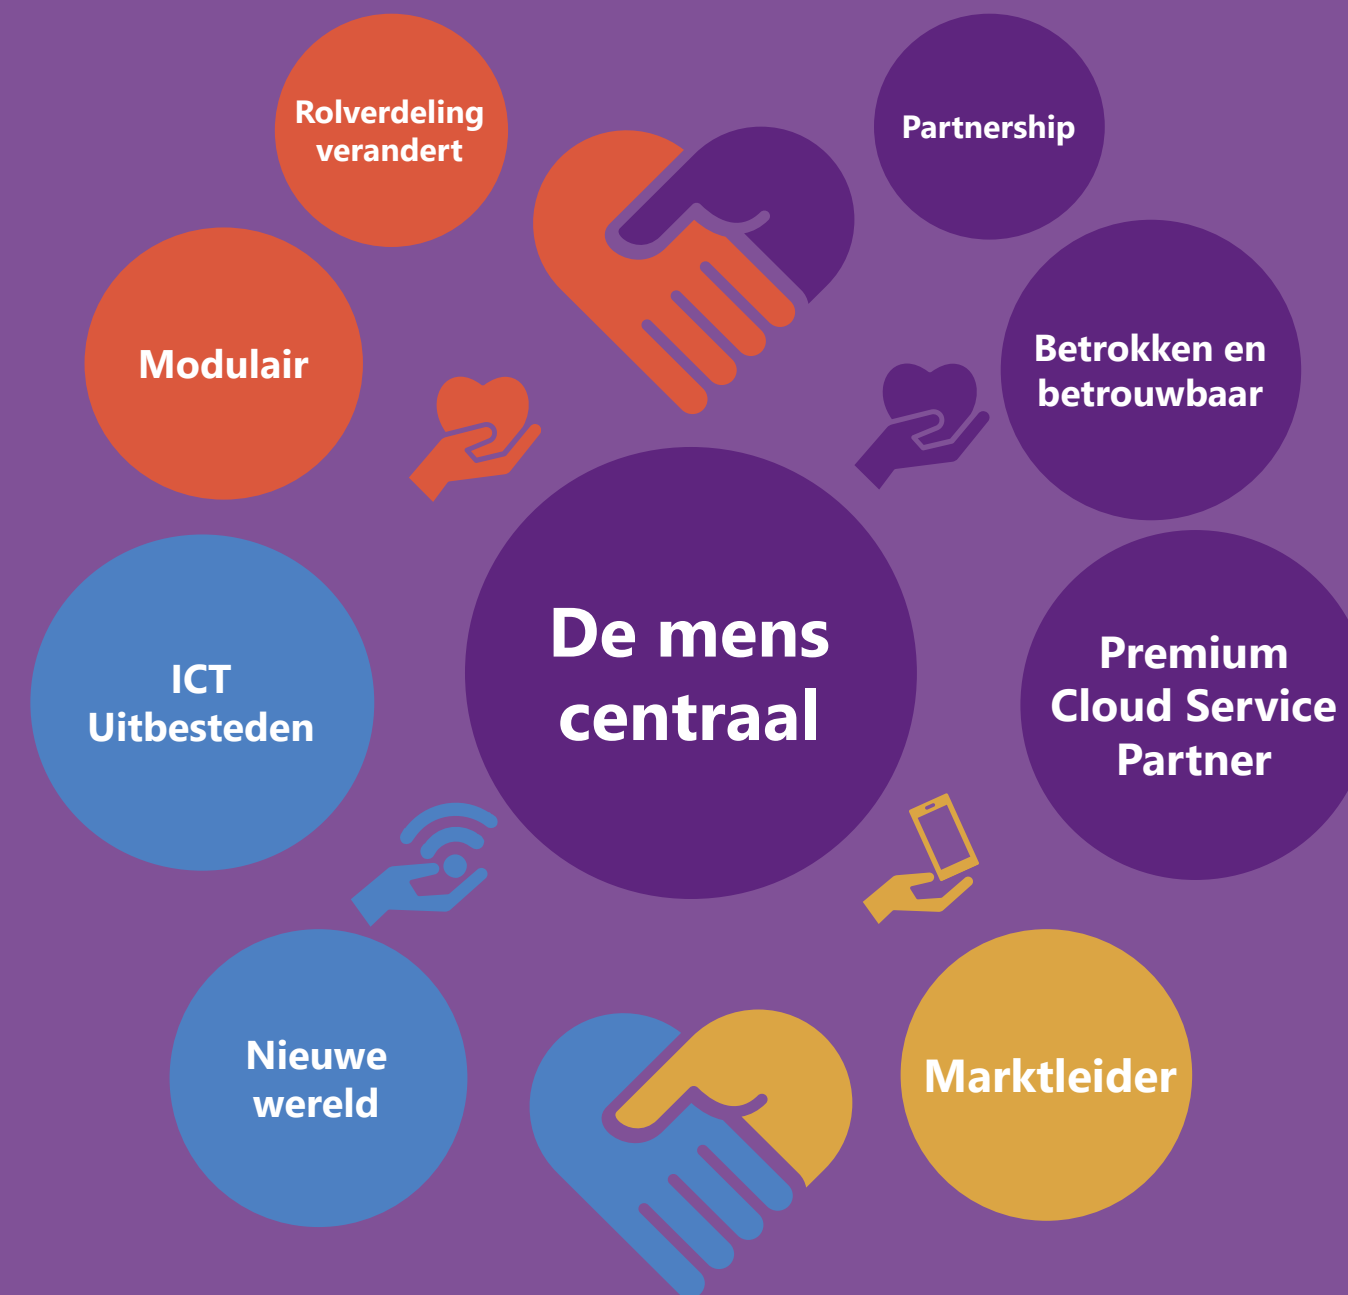 Rolverdeling
verandert
Partnership
Modulair
Betrokken en
betrouwbaar
De mens
centraal
ICT
Uitbesteden
Premium
Cloud Service
Partner
Nieuwe
wereld
Marktleider